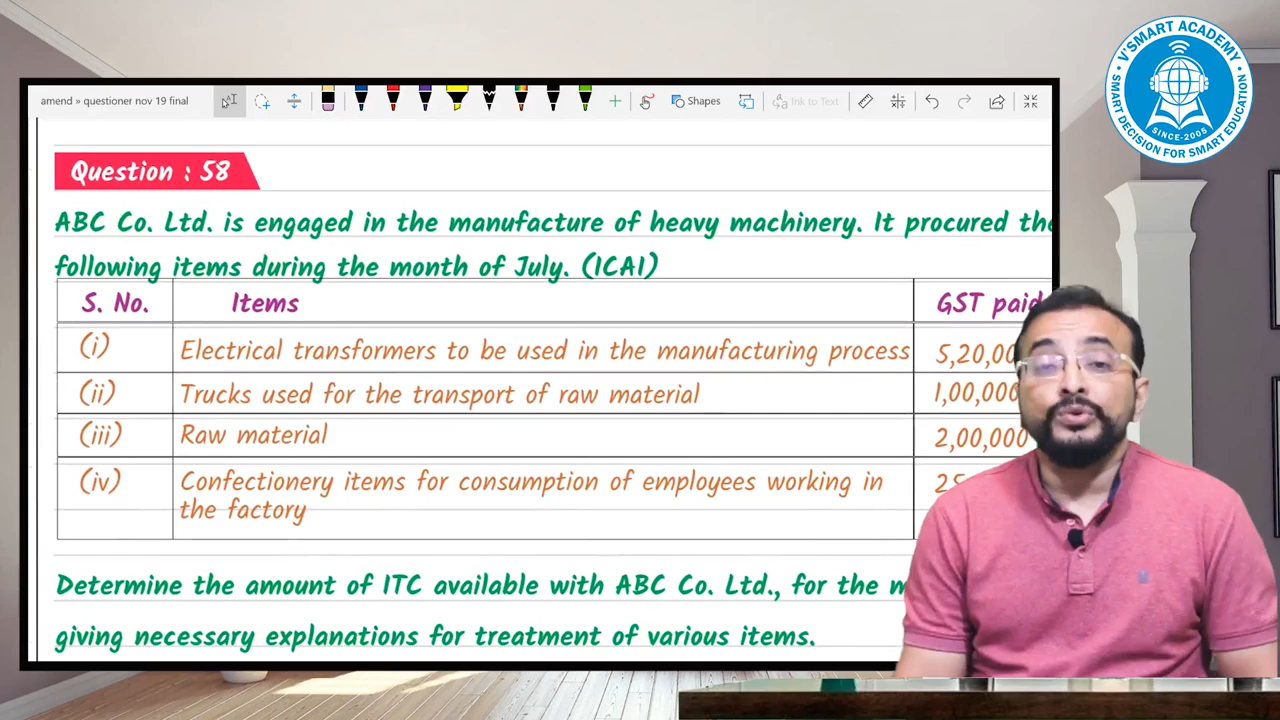 V'SMART ACADEMY
SMART DECISION FOR SMART EDUCATION
SINCE-2005
amend » questioner nov 19 final
Shapes
Ink to Text
Question : 58
ABC Co. Ltd. is engaged in the manufacture of heavy machinery. It procured the
following items during the month of July. (ICAI)
S. No. Items GST paid
(i) Electrical transformers to be used in the manufacturing process 5,20,00
(ii) Trucks used for the transport of raw material 1,00,000
(iii) Raw material 2,00,000
(iv) Confectionery items for consumption of employees working in 25
the factory
Determine the amount of ITC available with ABC Co. Ltd., for the
giving necessary explanations for treatment of various items.